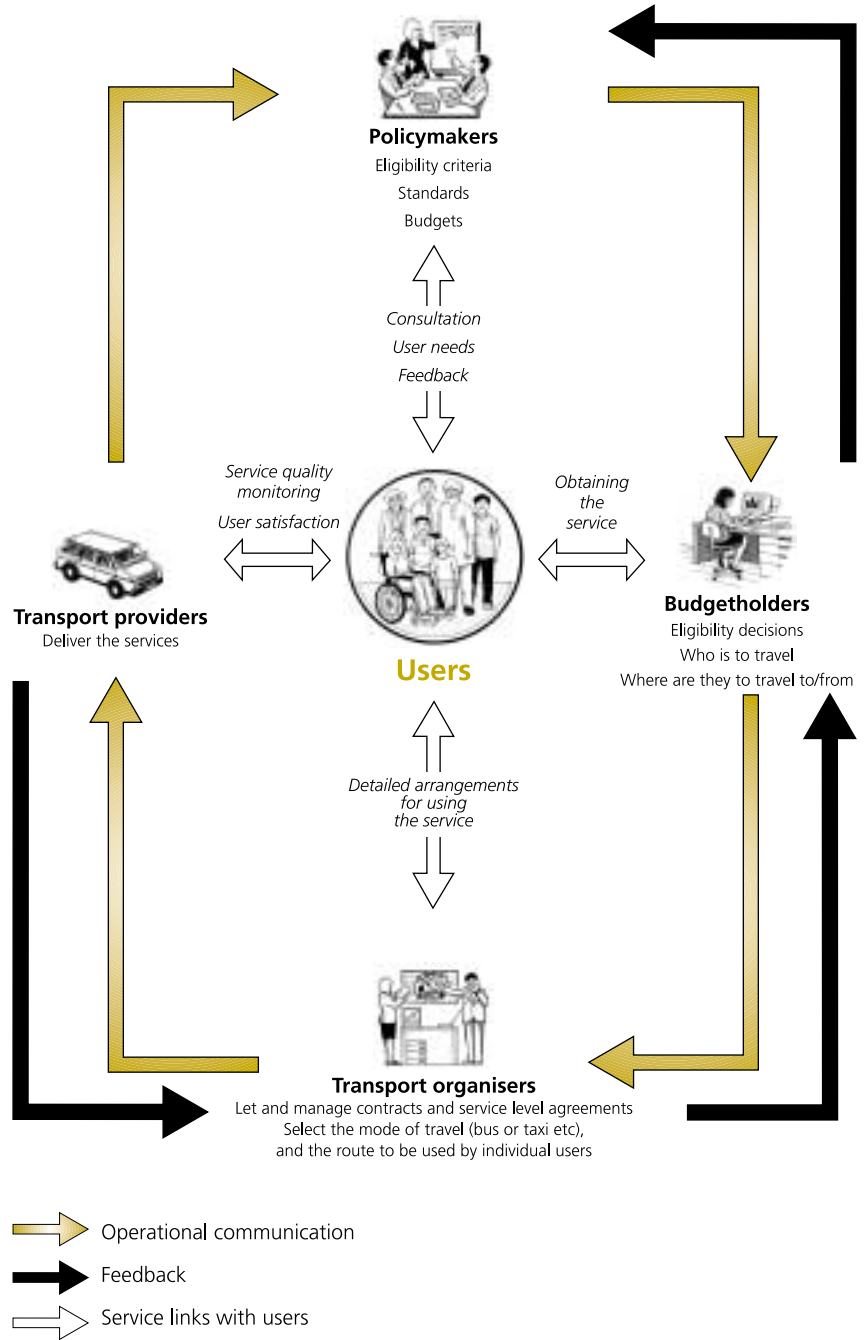 Policymakers
Eligibility criteria
Standards
Budgets
Consultation
User needs
Feedback
Service quality
monitoring
User satisfaction
Obtaining
the
service
Transport providers
Deliver the services
Users
Budgetholders
Eligibility decisions
Who is to travel
Where are they to travel to/from
Detailed arrangements
for using
the service
Transport organisers
Let and manage contracts and service level agreements
Select the mode of travel (bus or taxi etc),
and the route to be used by individual users
Operational communication
Feedback
Service links with users